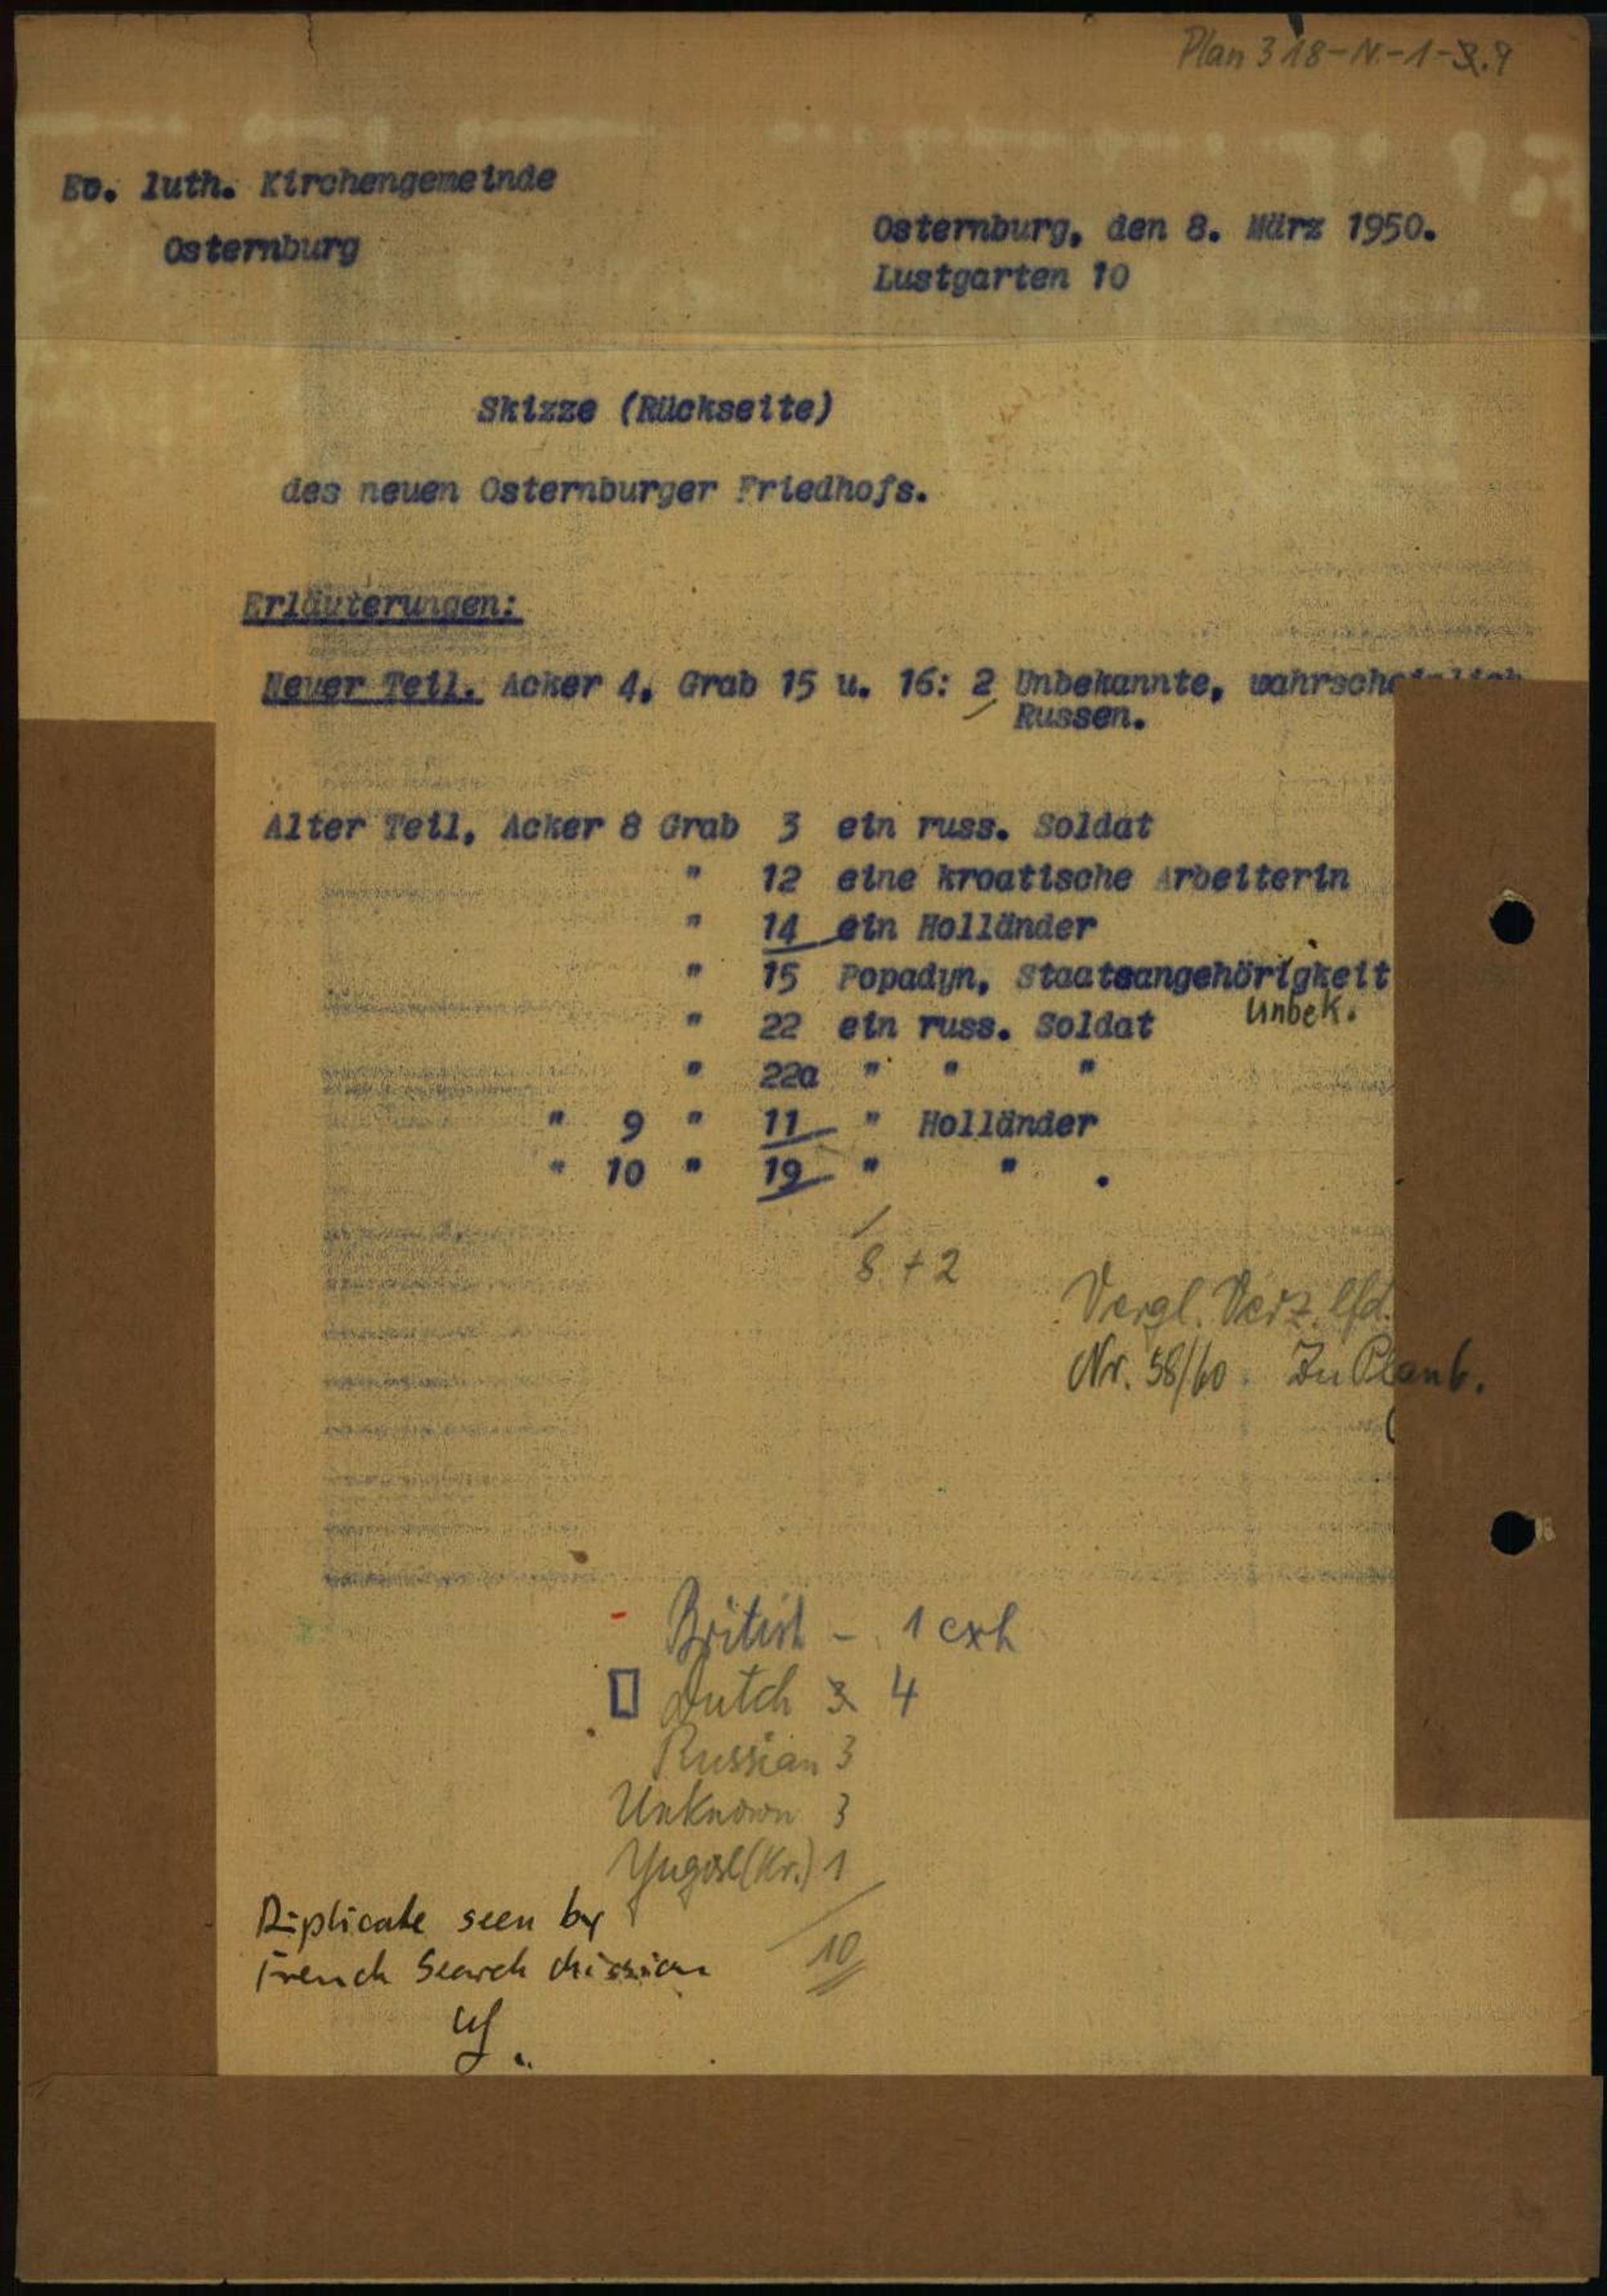 Plan 318-N.-1-3.9
Ev. luth. Kirchengemeinde
Osternburg
Osternburg, den 8. März 1950.
Lustgarten 10
Skizze (Rückseite)
des neuen Osternburger Friedhofs.
Erläuterungen:
Neuer Teil. Acker 4, Grab 15 u. 16: 2 Unbekannte, wahrscheinlich
Russen.
Alter Teil, Acker 8 Grab 3 ein russ. Soldat
" 12 eine kroatische Arbeiterin
" 14 ein Holländer
" 15 Popadyn, Staatsangehörigkeit
Unbek.
" 22 ein russ. Soldat
" 22a " " "
" 9 " 11 " Holländer
" 10 " 19 " " .
8 + 2
Vergl. Verz. lfd.
Nr. 58/60. Zu Plan 6.
British - 1 exh
Dutch 3 4
Russian 3
Unknown 3
Yugosl (Kr.) 1
10
Duplicate seen by
French Search Mission